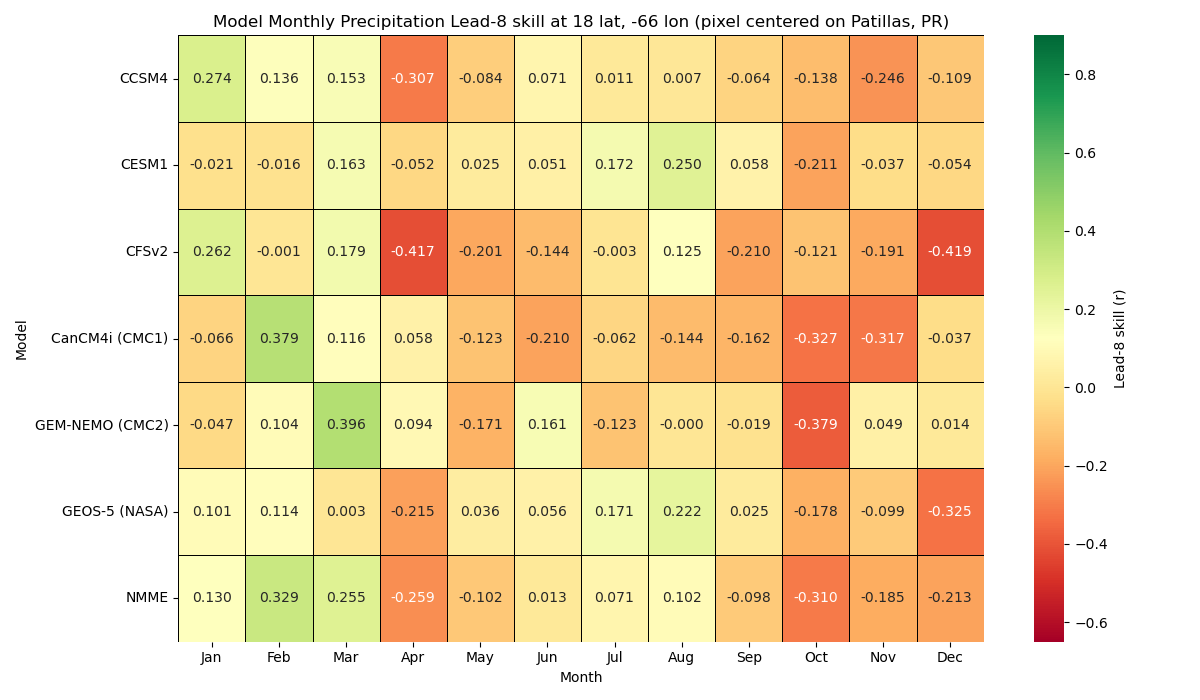 Model Monthly Precipitation Lead-8 skill at 18 lat, -66 lon (pixel centered on Patillas, PR)
CCSM4 0.274 0.136 0.153 -0.307 -0.084 0.071 0.011 0.007 -0.064 -0.138 -0.246 -0.109
CESM1 -0.021 -0.016 0.163 -0.052 0.025 0.051 0.172 0.250 0.058 -0.211 -0.037 -0.054
CFSv2 0.262 -0.001 0.179 -0.417 -0.201 -0.144 -0.003 0.125 -0.210 -0.121 -0.191 -0.419
CanCM4i (CMC1) -0.066 0.379 0.116 0.058 -0.123 -0.210 -0.062 -0.144 -0.162 -0.327 -0.317 -0.037
GEM-NEMO (CMC2) -0.047 0.104 0.396 0.094 -0.171 0.161 -0.123 -0.000 -0.019 -0.379 0.049 0.014
GEOS-5 (NASA) 0.101 0.114 0.003 -0.215 0.036 0.056 0.171 0.222 0.025 -0.178 -0.099 -0.325
NMME 0.130 0.329 0.255 -0.259 -0.102 0.013 0.071 0.102 -0.098 -0.310 -0.185 -0.213
Jan Feb Mar Apr May Jun Jul Aug Sep Oct Nov Dec
Month
Model
0.8
0.6
0.4
0.2
0.0
−0.2
−0.4
−0.6
Lead-8 skill (r)